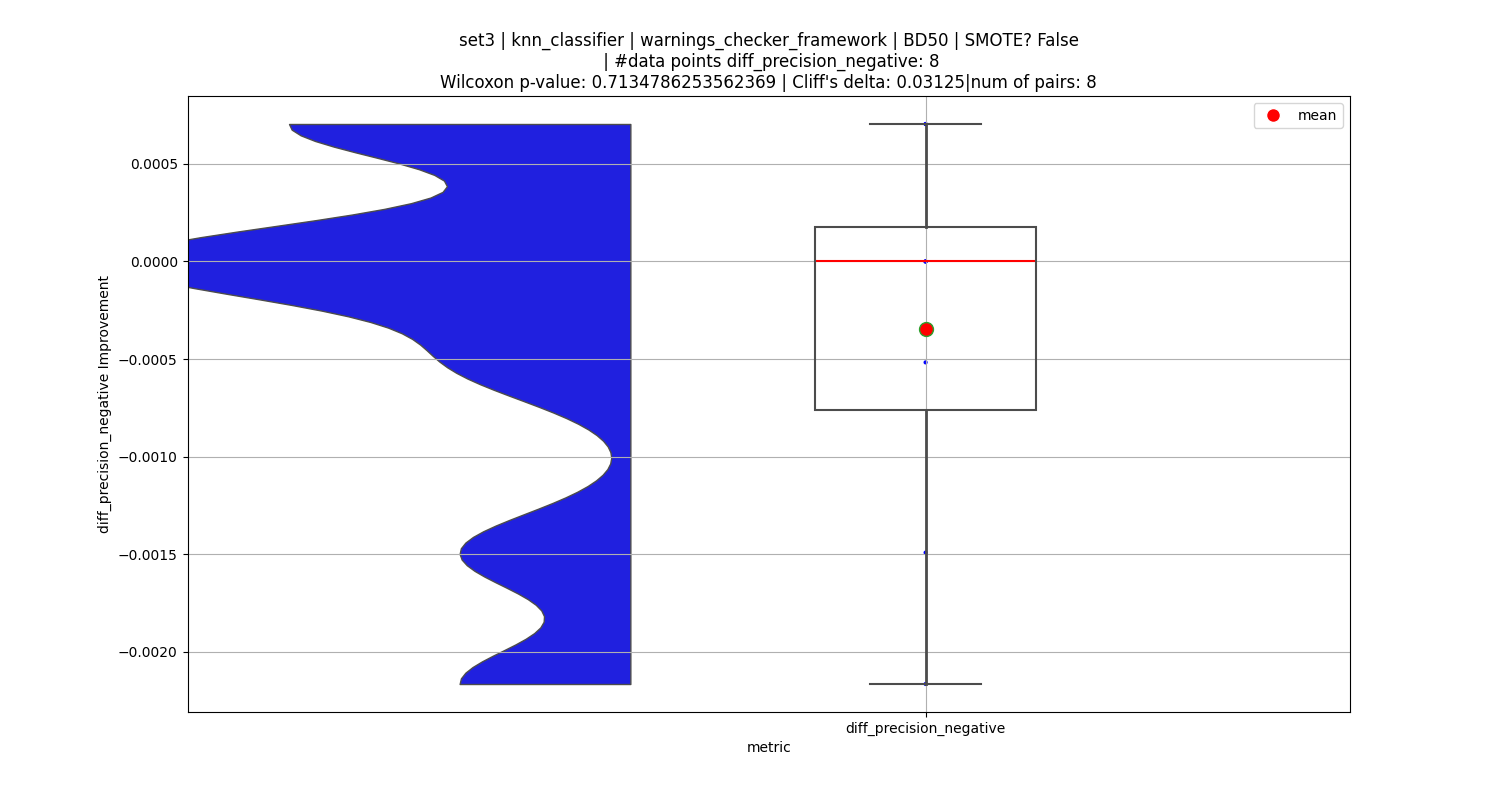 set3 | knn_classifier | warnings_checker_framework | BD50 | SMOTE? False
| #data points diff_precision_negative: 8
Wilcoxon p-value: 0.7134786253562369 | Cliff's delta: 0.03125|num of pairs: 8
mean
0.0005
0.0000
−0.0005
−0.0010
−0.0015
−0.0020
diff_precision_negative Improvement
diff_precision_negative
metric